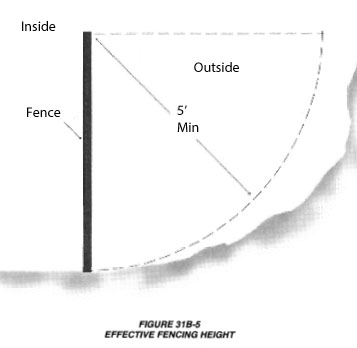 Inside
Outside
Fence
5'
Min
FIGURE 31B-5
EFFECTIVE FENCING HEIGHT